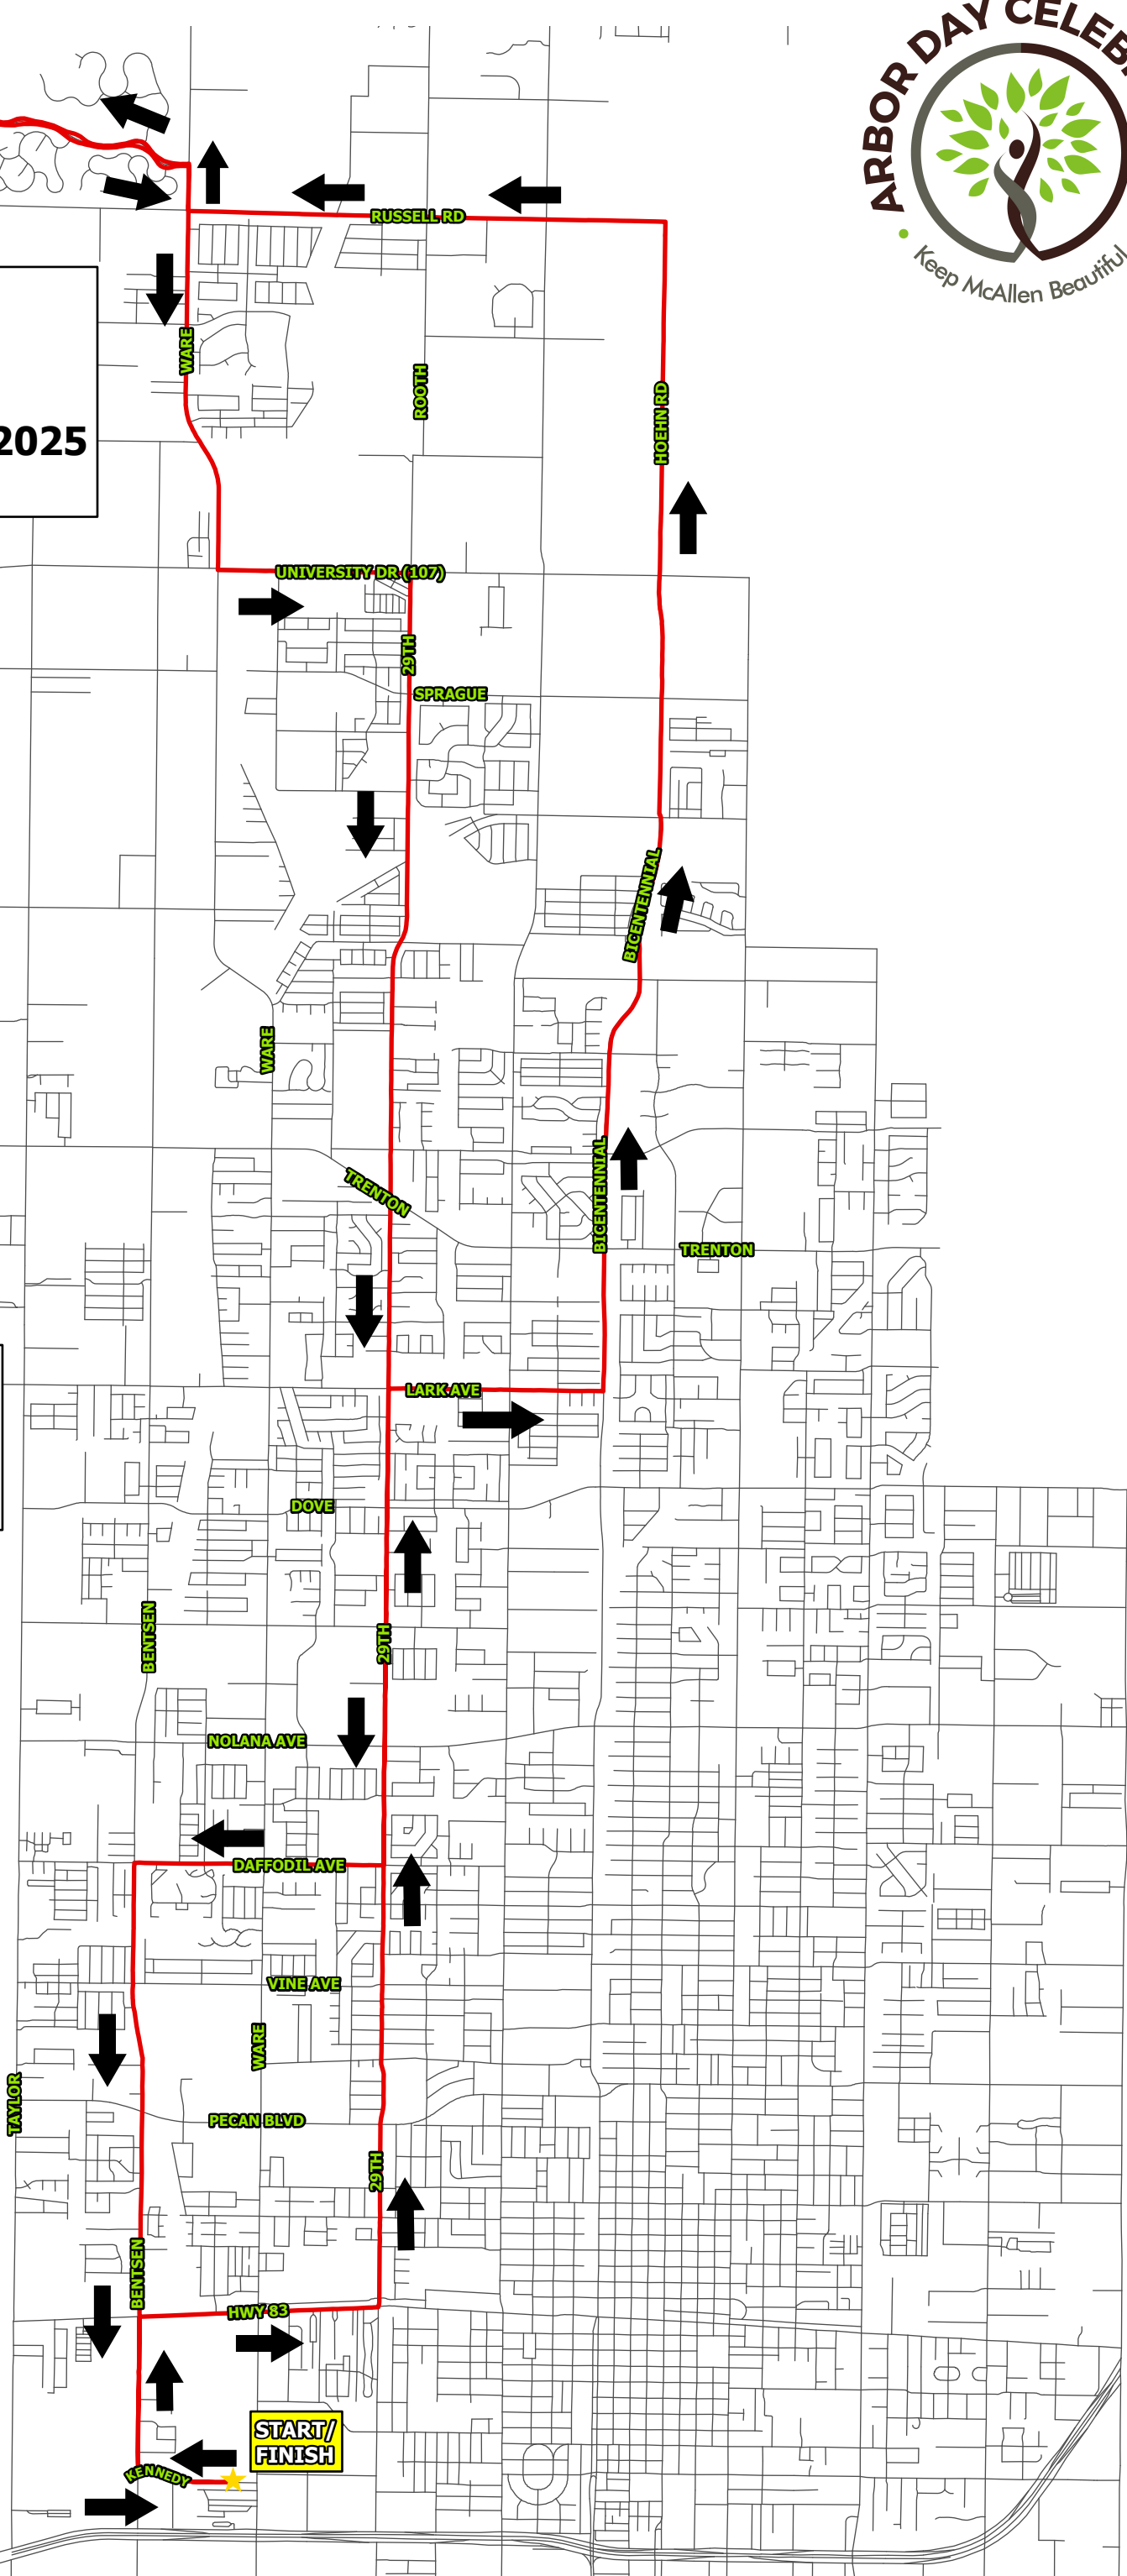 ARBOR DAY CELEB
• Keep McAllen Beautiful
RUSSELL RD
WARE
ROOTH
HOEHN RD
2025
UNIVERSITY DR (107)
29TH
SPRAGUE
BICENTENNIAL
WARE
BICENTENNIAL
TRENTON
TRENTON
LARK AVE
DOVE
BENTSEN
29TH
NOLANA AVE
DAFFODIL AVE
VINE AVE
WARE
TAYLOR
PECAN BLVD
29TH
BENTSEN
HWY 83
START/
FINISH
KENNEDY